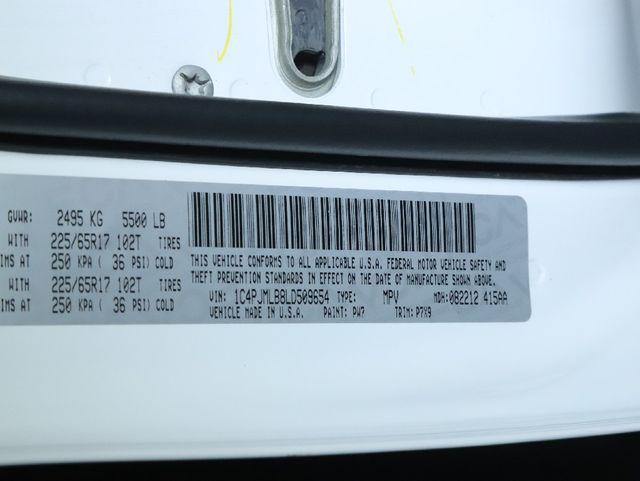 GVWR: 2495 KG 5500 LB
WITH 225/65R17 102T TIRES
IMS AT 250 KPA ( 36 PSI) COLD
WITH 225/65R17 102T TIRES
IMS AT 250 KPA ( 36 PSI) COLD
THIS VEHICLE CONFORMS TO ALL APPLICABLE U.S.A. FEDERAL MOTOR VEHICLE SAFETY AND
THEFT PREVENTION STANDARDS IN EFFECT ON THE DATE OF MANUFACTURE SHOWN ABOVE.
VIN: 1C4PJMLB8LD509654 TYPE: MPV MDH: 082212 415AA
VEHICLE MADE IN U.S.A. PAINT: PW7 TRIM: P7X9